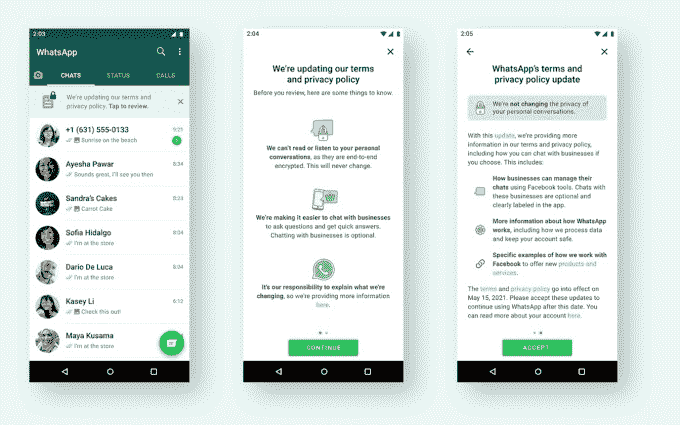 2:03
WhatsApp
CHATS STATUS CALLS
We're updating our terms and
privacy policy. Tap to review.
+1 (631) 555-0133 9:25
Sunrise on the beach
Ayesha Pawar 8:34
Sounds great, I'll see you then
Sandra's Cakes
Carrot Cake
Sofia Hidalgo
I'm at the store
Dario De Luca
I'm at the store
Kasey Li 6:12
Check this out!
Maya Kusama
I'm at the store
2:04
We're updating our terms
and privacy policy
Before you review, here are some things to know.
We can't read or listen to your personal
conversations, as they are end-to-end
encrypted. This will never change.
We're making it easier to chat with businesses
to ask questions and get quick answers.
Chatting with businesses is optional.
It's our responsibility to explain what we're
changing, so we're providing more information
here.
CONTINUE
2:05
WhatsApp's terms and
privacy policy update
We're not changing the privacy of
your personal conversations.
With this update, we're providing more
information in our terms and privacy policy,
including how you can chat with businesses if
you choose. This includes:
How businesses can manage their
chats using Facebook tools. Chats with
these businesses are optional and
clearly labeled in the app.
More information about how WhatsApp
works, including how we process data
and keep your account safe.
Specific examples of how we work with
Facebook to offer new products and
services.
The terms and privacy policy go into effect on
May 15, 2021. Please accept these updates to
continue using WhatsApp after this date. You
can read more about your account here.
ACCEPT